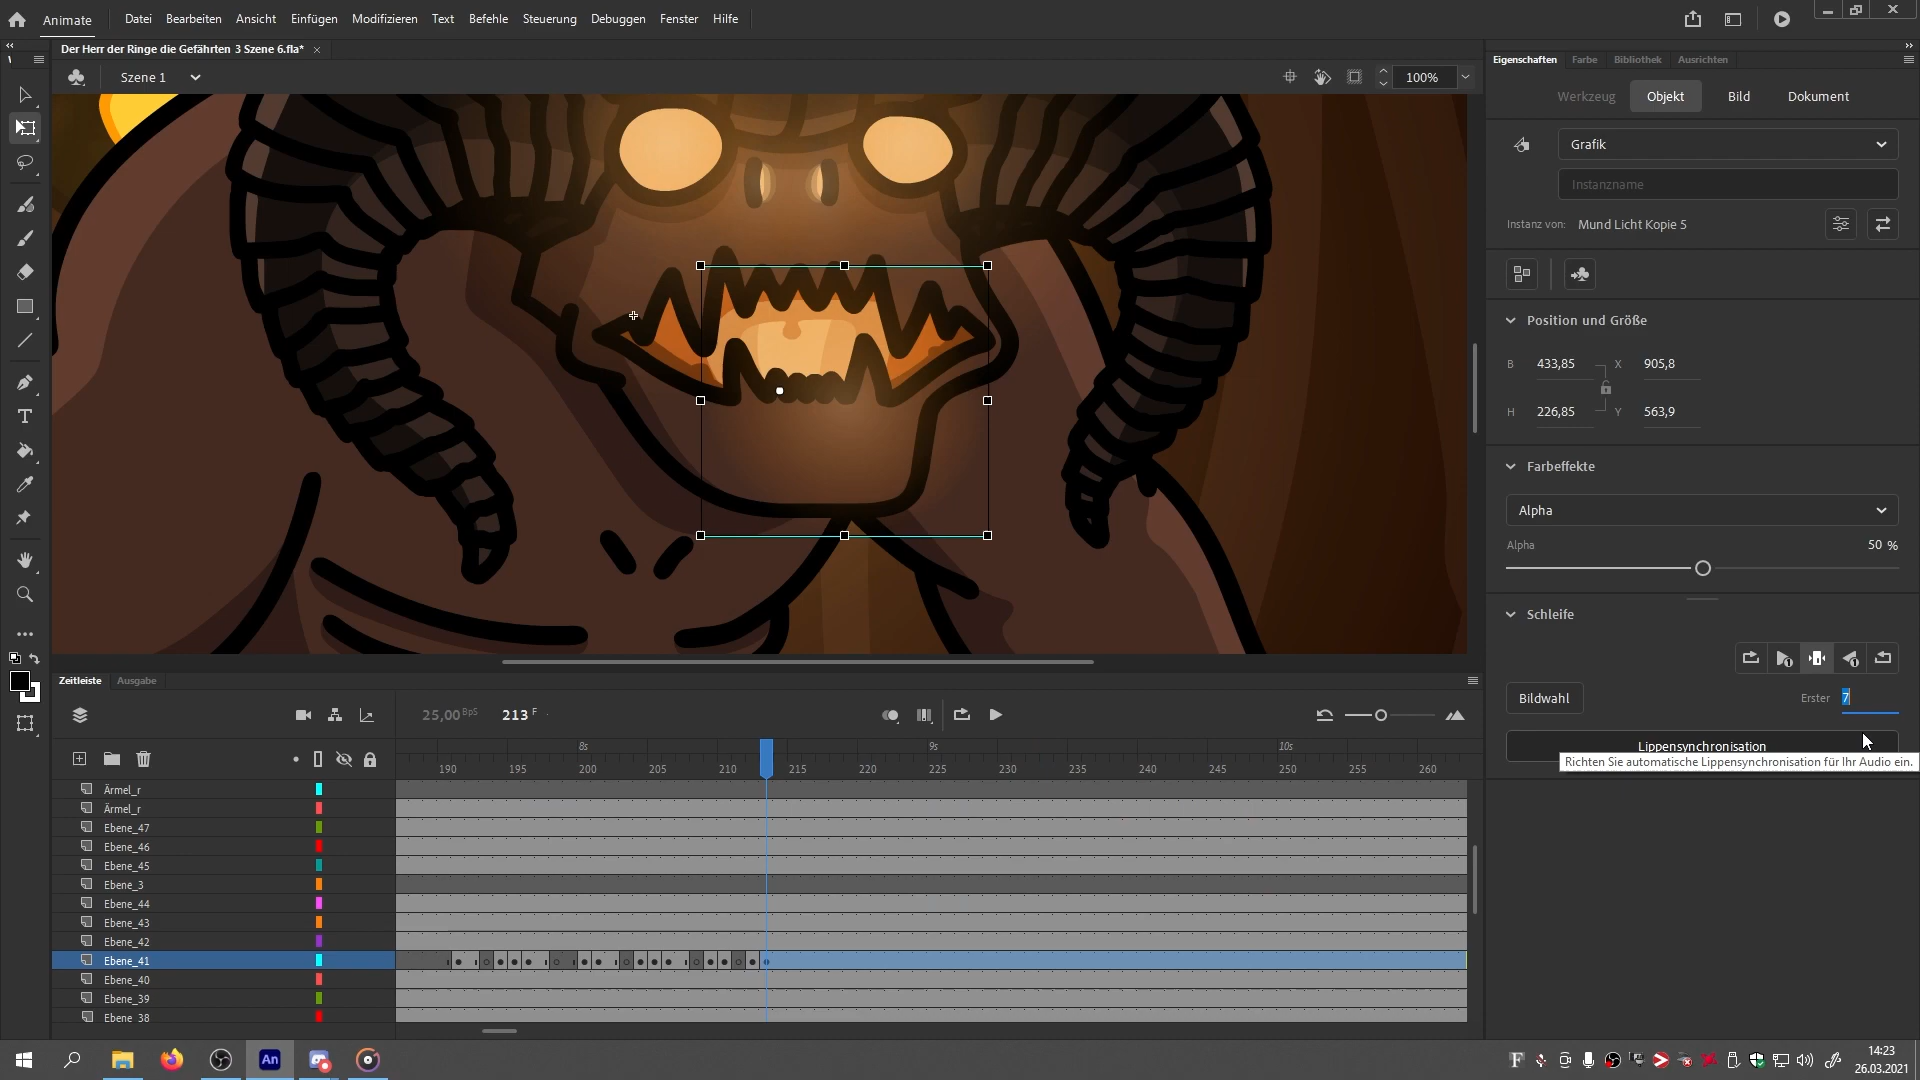 Animate
Datei Bearbeiten Ansicht Einfügen Modifizieren Text Befehle Steuerung Debuggen Fenster Hilfe
Der Herr der Ringe die Gefährten 3 Szene 6.fla*
Szene 1
100%
Eigenschaften Farbe Bibliothek Ausrichten
Werkzeug Objekt Bild Dokument
Grafik
Instanzname
Instanz von: Mund Licht Kopie 5
Position und Größe
B 433,85 X 905,8
H 226,85 Y 563,9
Farbeffekte
Alpha
Alpha 50 %
Schleife
Bildwahl Erster 7
Lippensynchronisation
Richten Sie automatische Lippensynchronisation für Ihr Audio ein.
Zeitleiste Ausgabe
25,00 BpS 213 F
8s 9s 10s
190 195 200 205 210 215 220 225 230 235 240 245 250 255 260
Ärmel_r
Ärmel_r
Ebene_47
Ebene_46
Ebene_45
Ebene_3
Ebene_44
Ebene_43
Ebene_42
Ebene_41
Ebene_40
Ebene_39
Ebene_38
An
14:23
26.03.2021